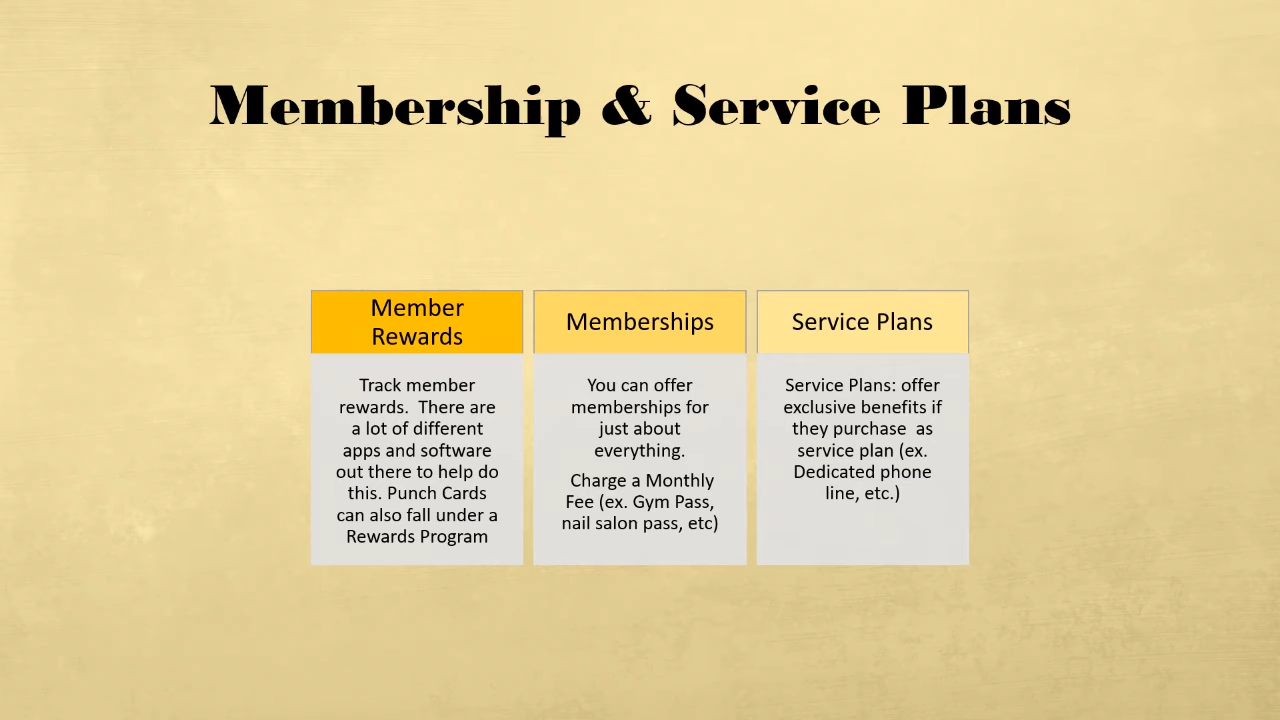 Membership & Service Plans
Member
Rewards
Track member
rewards.  There are
a lot of different
apps and software
out there to help do
this. Punch Cards
can also fall under a
Rewards Program
Memberships
You can offer
memberships for
just about
everything.
Charge a Monthly
Fee (ex. Gym Pass,
nail salon pass, etc)
Service Plans
Service Plans: offer
exclusive benefits if
they purchase  as
service plan (ex.
Dedicated phone
line, etc.)